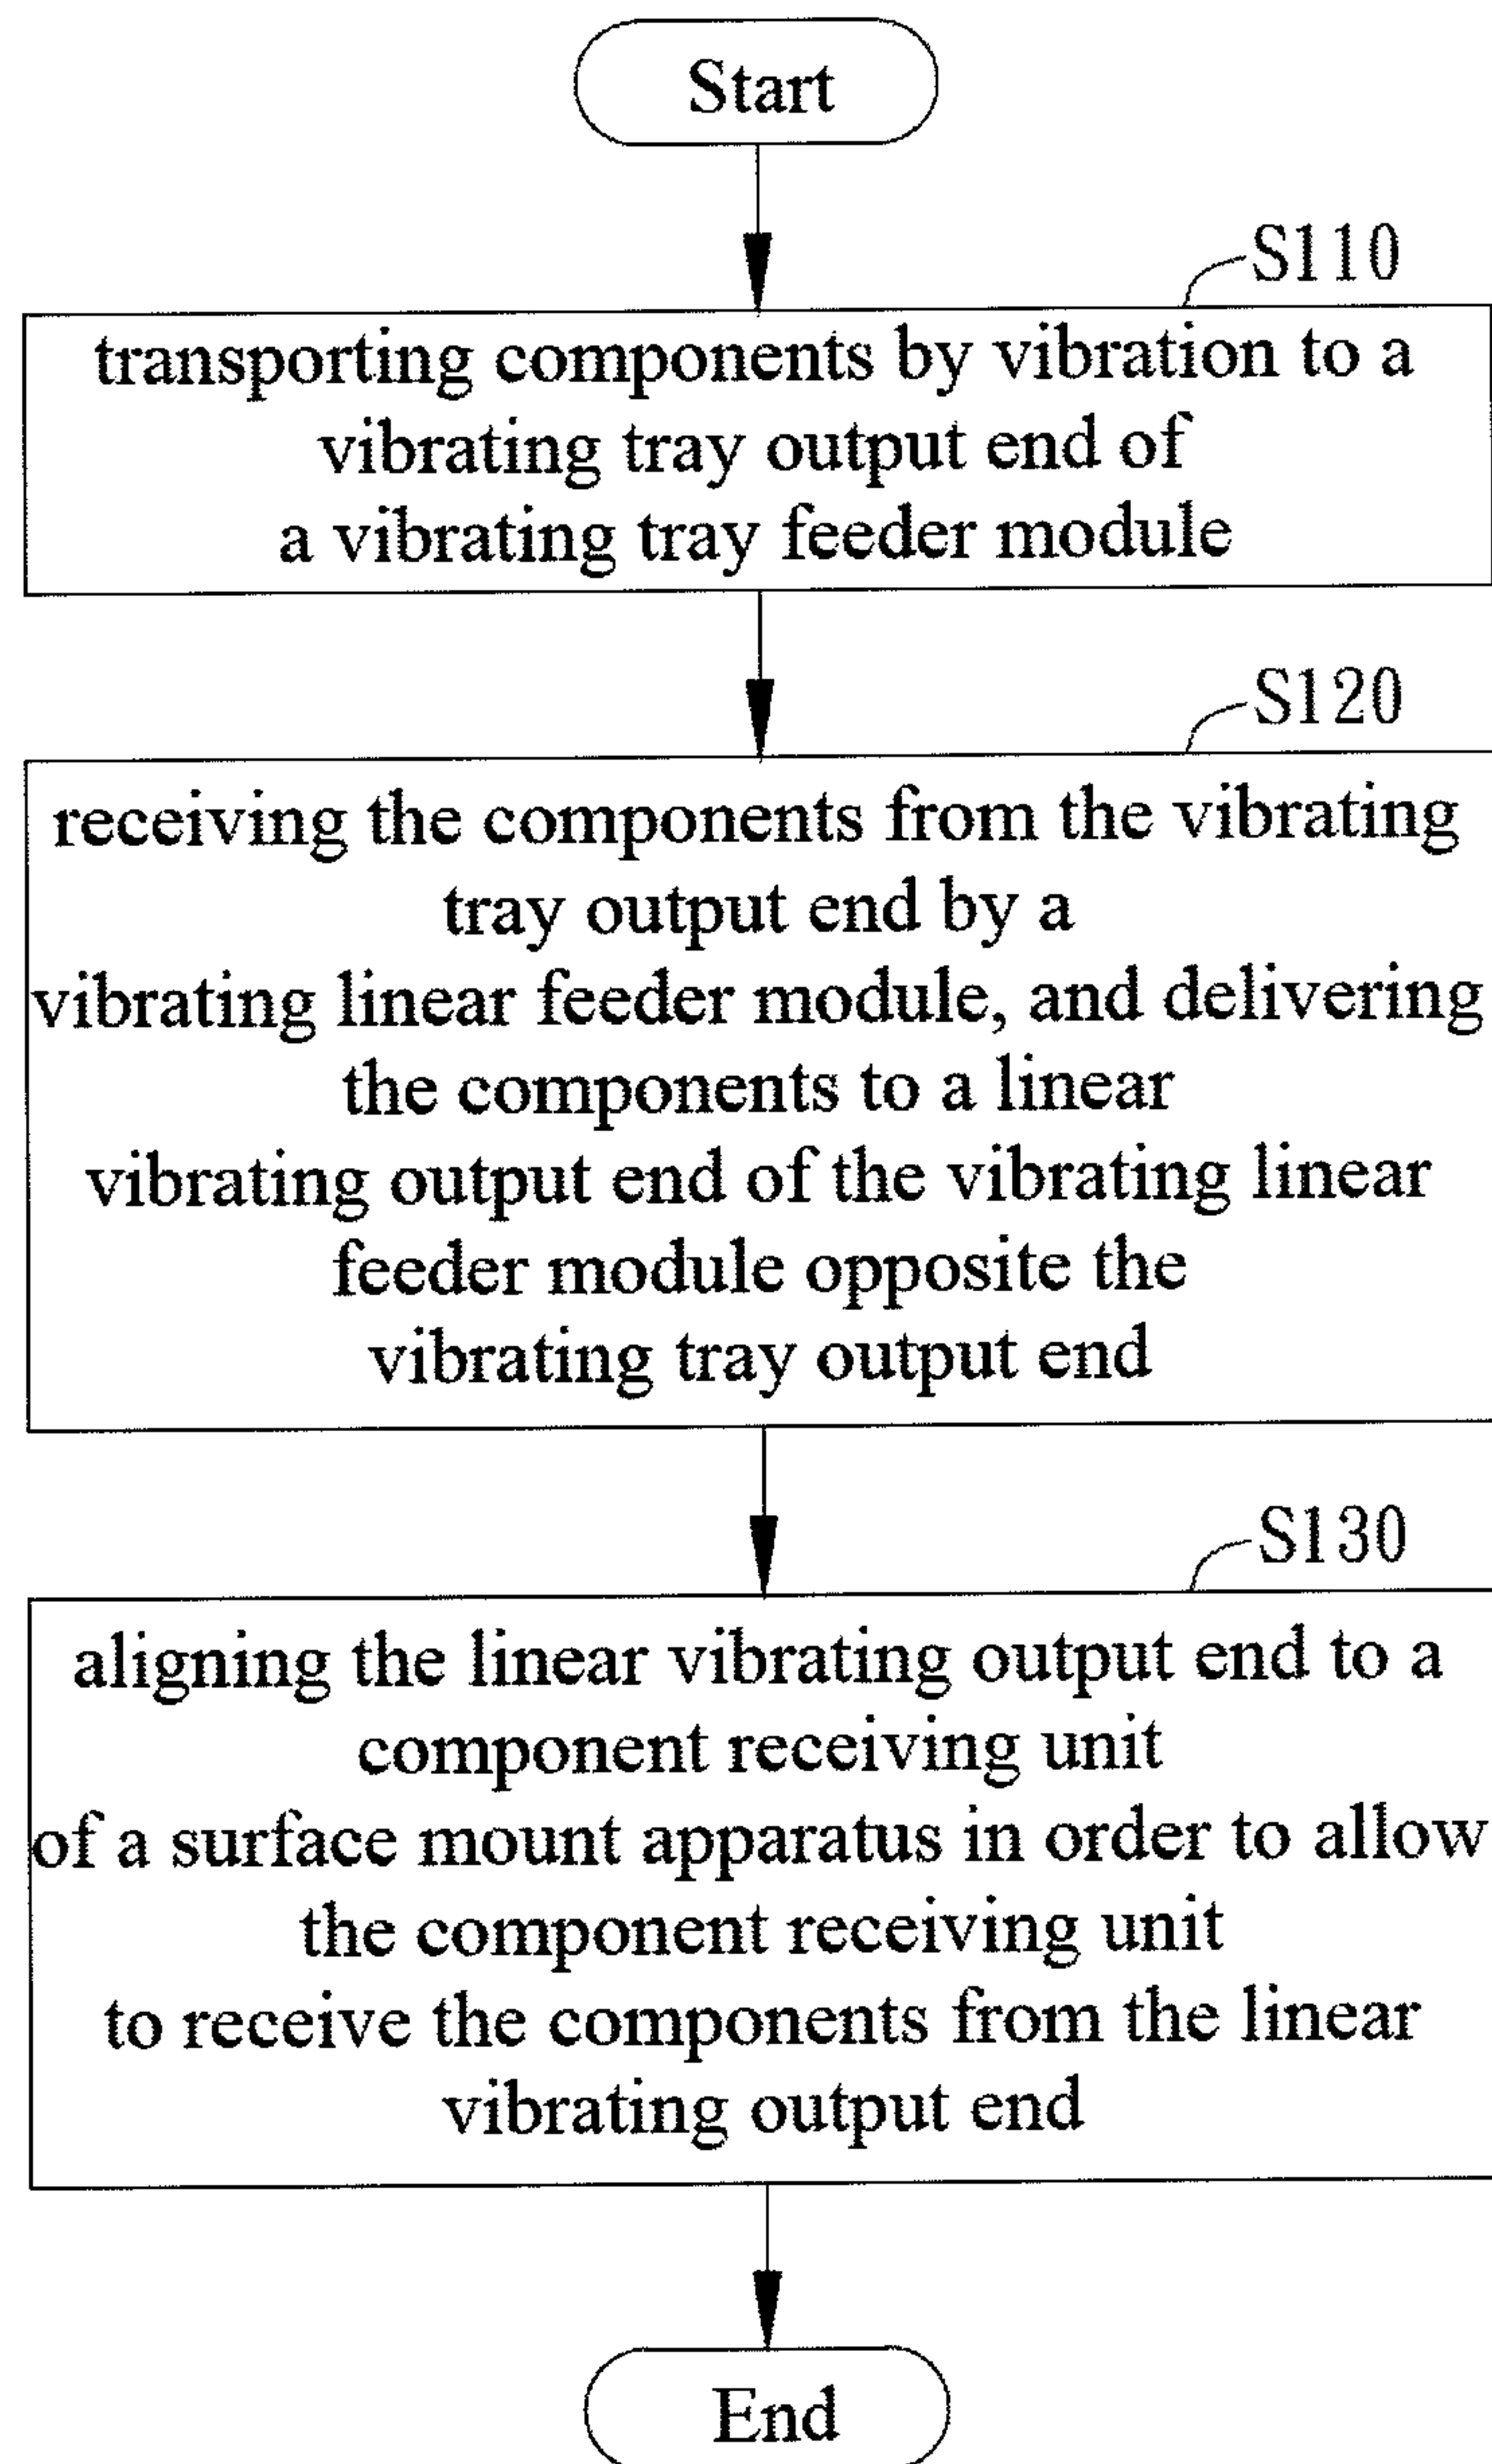 Start
S110
transporting components by vibration to a
vibrating tray output end of
a vibrating tray feeder module
S120
receiving the components from the vibrating
tray output end by a
vibrating linear feeder module, and delivering
the components to a linear
vibrating output end of the vibrating linear
feeder module opposite the
vibrating tray output end
S130
aligning the linear vibrating output end to a
component receiving unit
of a surface mount apparatus in order to allow
the component receiving unit
to receive the components from the linear
vibrating output end
End